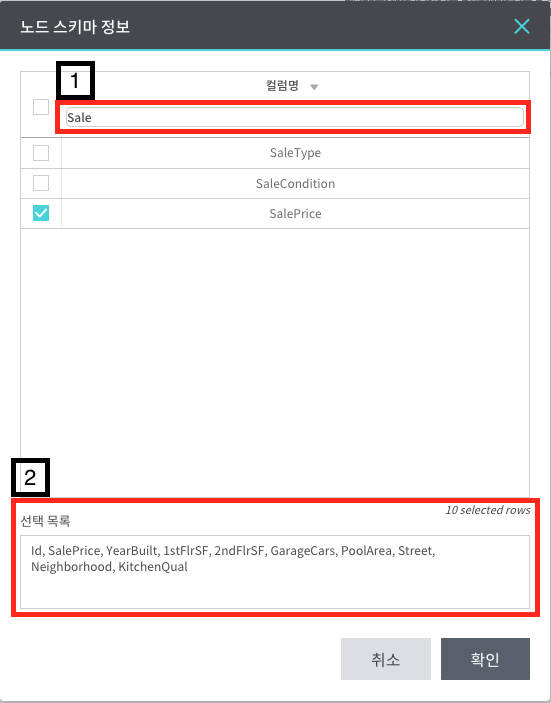 노드 스키마 정보
1
컬럼명
Sale
SaleType
SaleCondition
SalePrice
2
10 selected rows
선택 목록
Id, SalePrice, YearBuilt, 1stFlrSF, 2ndFlrSF, GarageCars, PoolArea, Street,
Neighborhood, KitchenQual
취소
확인